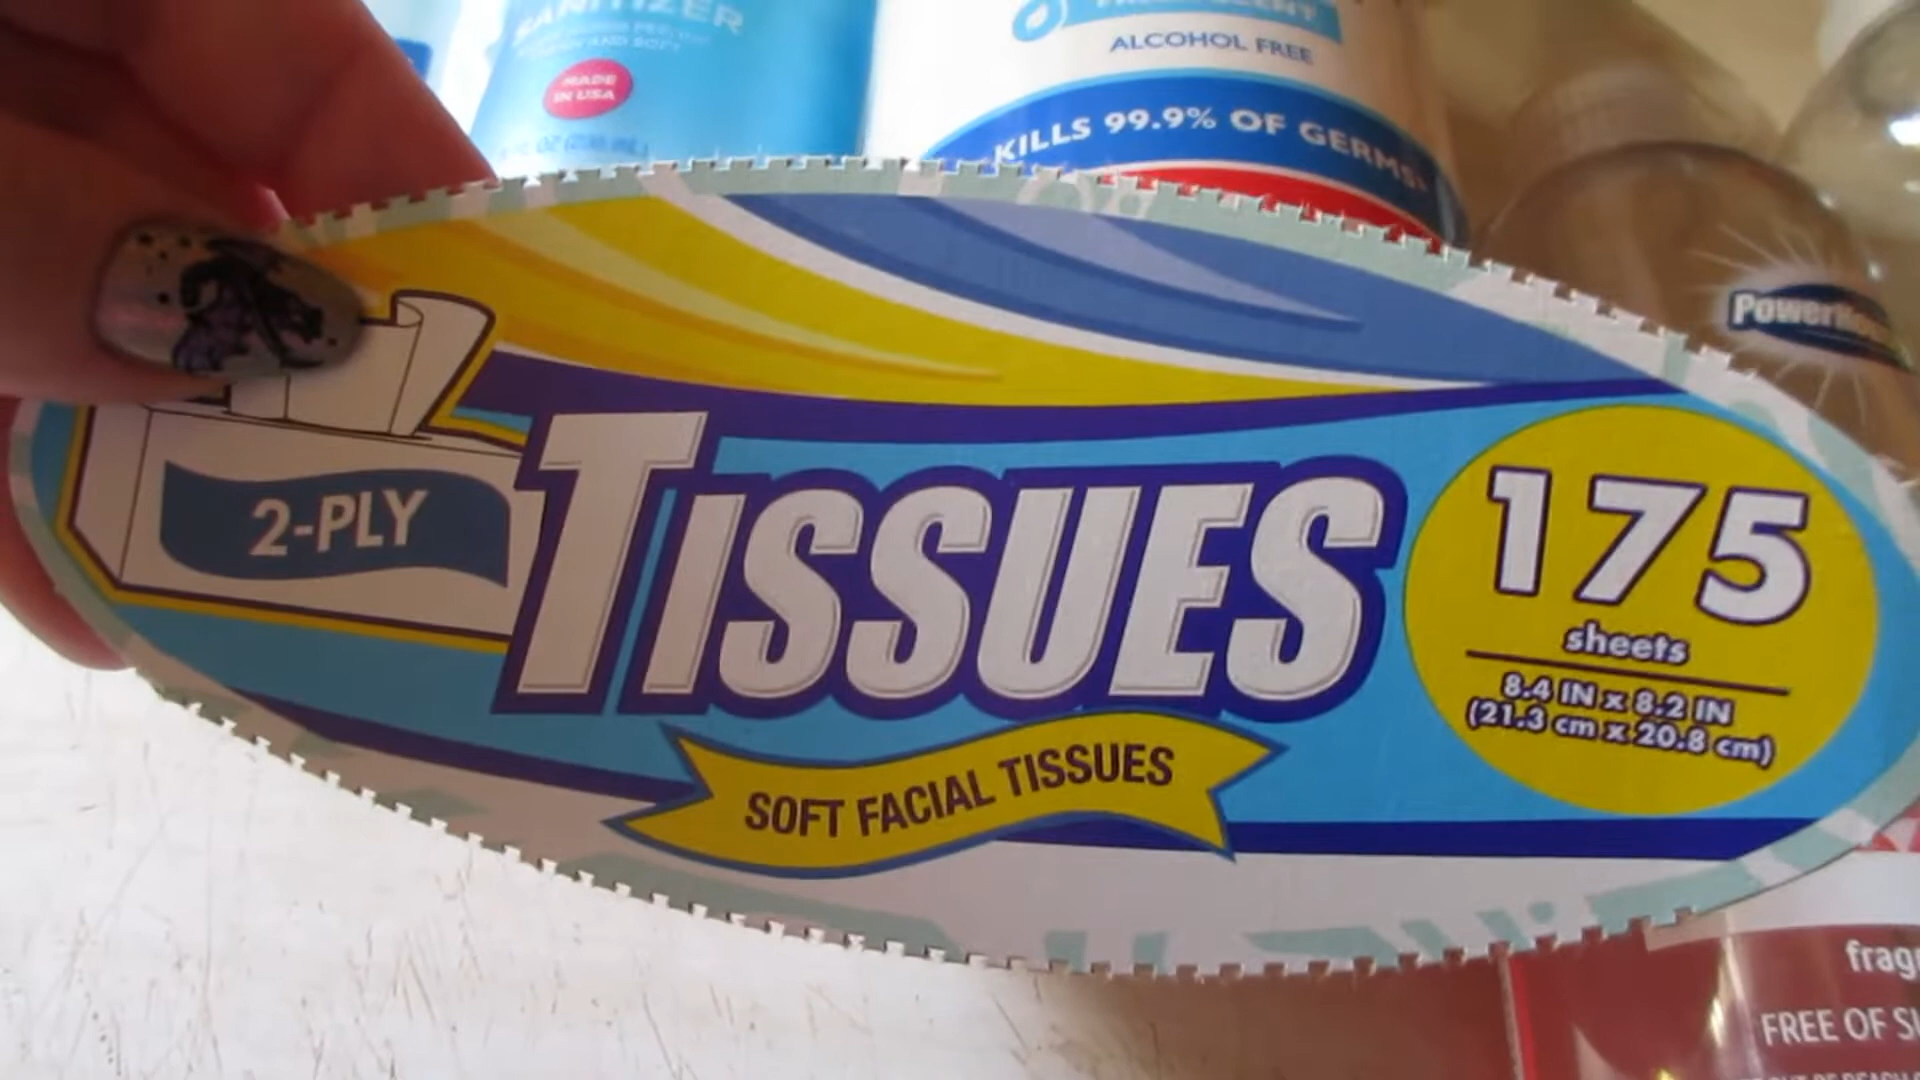 SANITIZER
MADE
IN USA
ALCOHOL FREE
KILLS 99.9% OF GERMS
2-PLY
TISSUES
175
sheets
8.4 IN x 8.2 IN
(21.3 cm x 20.8 cm)
SOFT FACIAL TISSUES
FREE OF